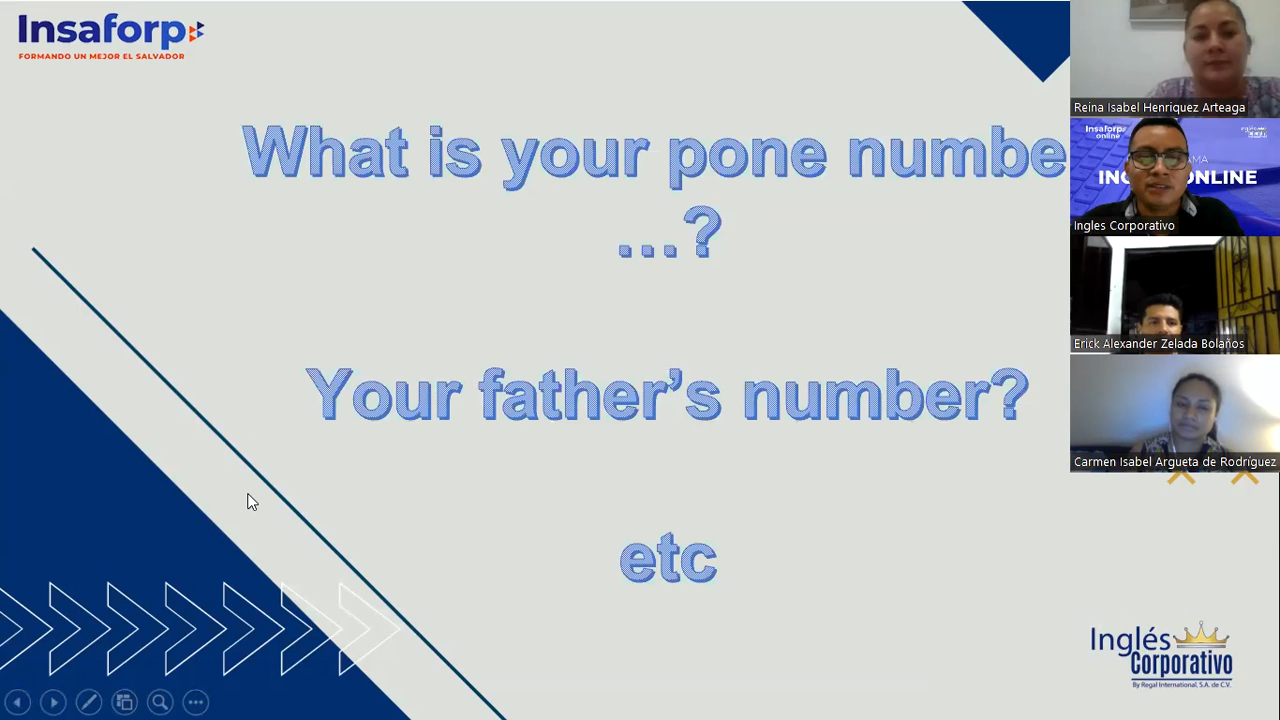 Insaforp
FORMANDO UN MEJOR EL SALVADOR
What is your pone numbe
...?
Your father's number?
etc
Reina Isabel Henriquez Arteaga
Insaforp
online
Ingles Corporativo
Erick Alexander Zelada Bolaños
Carmen Isabel Argueta de Rodríguez
Inglés
Corporativo
By Regal International, S.A. de C.V.